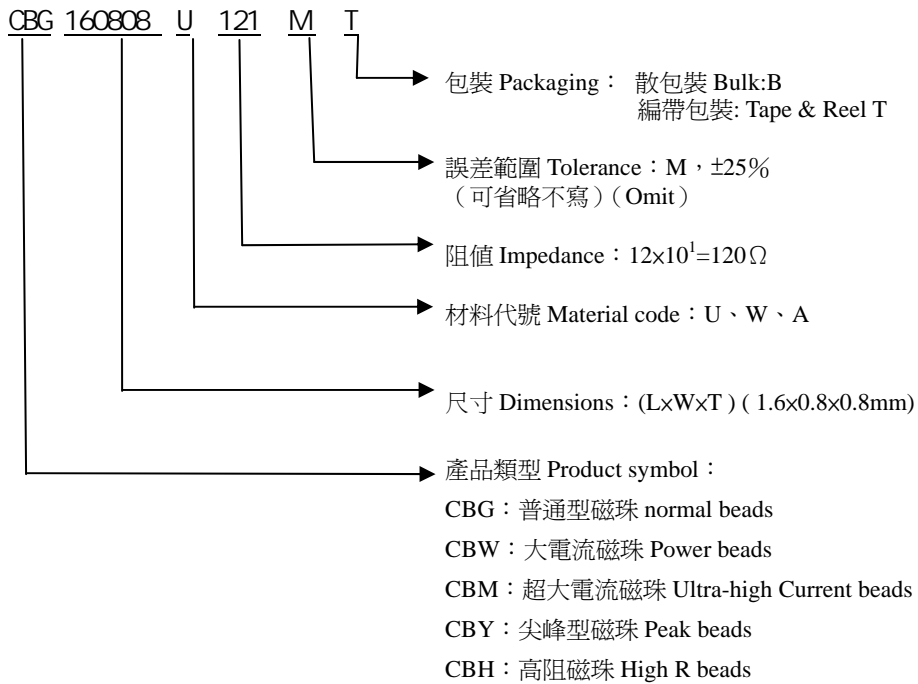 CBG 160808 U 121 M T
包裝 Packaging： 散包裝 Bulk:B
編帶包裝: Tape & Reel T
誤差範圍 Tolerance：M，±25％
（可省略不寫）（Omit）
阻值 Impedance：12×10¹=120Ω
材料代號 Material code：U、W、A
尺寸 Dimensions：(L×W×T ) ( 1.6×0.8×0.8mm)
產品類型 Product symbol：
CBG：普通型磁珠 normal beads
CBW：大電流磁珠 Power beads
CBM：超大電流磁珠 Ultra-high Current beads
CBY：尖峰型磁珠 Peak beads
CBH：高阻磁珠 High R beads